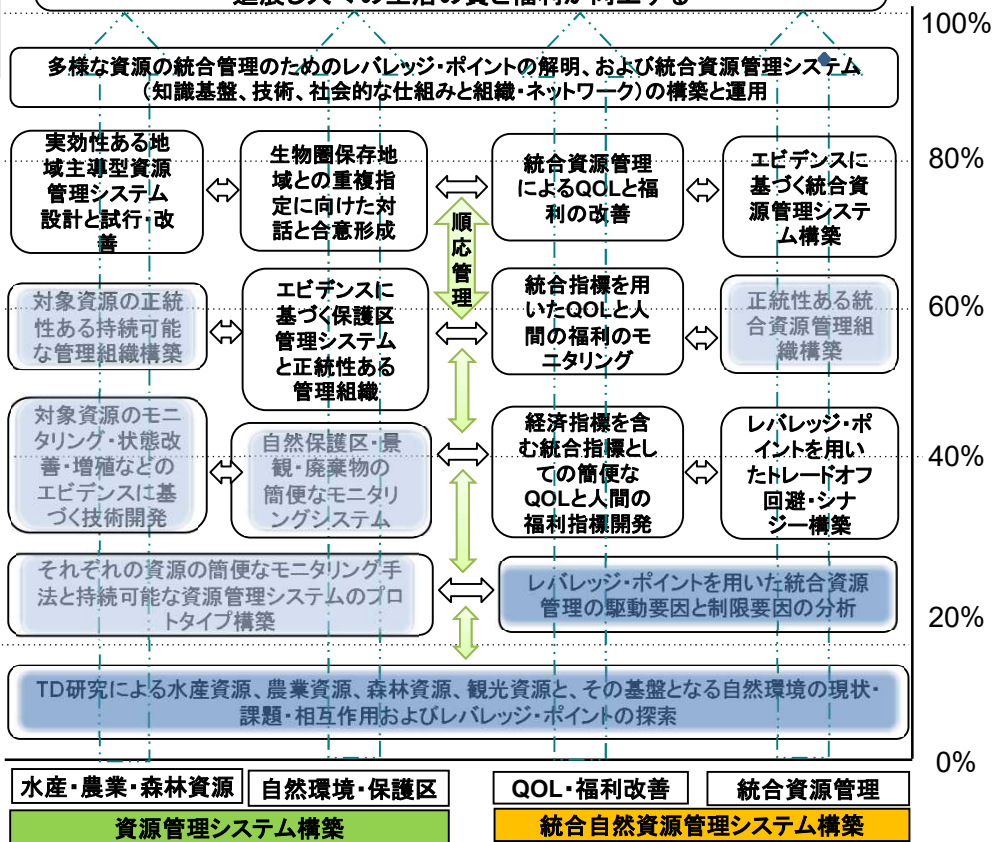 100%
多様な資源の統合管理のためのレバレッジ・ポイントの解明、および統合資源管理システム
(知識基盤、技術、社会的な仕組みと組織・ネットワーク)の構築と運用
80%
実効性ある地
域主導型資源
管理システム
設計と試行・改
善
生物圏保存地
域との重複指
定に向けた対
話と合意形成
統合資源管理
によるQOLと福
利の改善
エビデンスに
基づく統合資
源管理システ
ム構築
順
応
管
理
60%
対象資源の正統
性ある持続可能
な管理組織構築
エビデンスに
基づく保護区
管理システム
と正統性ある
管理組織
統合指標を用
いたQOLと人
間の福利のモ
ニタリング
正統性ある統
合資源管理組
織構築
40%
対象資源のモニ
タリング・状態改
善・増殖などの
エビデンスに基
づく技術開発
自然保護区・景
観・廃棄物の
簡便なモニタリ
ングシステム
経済指標を含
む統合指標とし
ての簡便な
QOLと人間の
福利指標開発
レバレッジ・ポ
イントを用い
たトレードオフ
回避・シナ
ジー構築
20%
それぞれの資源の簡便なモニタリング手
法と持続可能な資源管理システムのプロ
トタイプ構築
レバレッジ・ポイントを用いた統合資源
管理の駆動要因と制限要因の分析
TD研究による水産資源、農業資源、森林資源、観光資源と、その基盤となる自然環境の現状・
課題・相互作用およびレバレッジ・ポイントの探索
0%
水産・農業・森林資源
自然環境・保護区
QOL・福利改善
統合資源管理
資源管理システム構築
統合自然資源管理システム構築